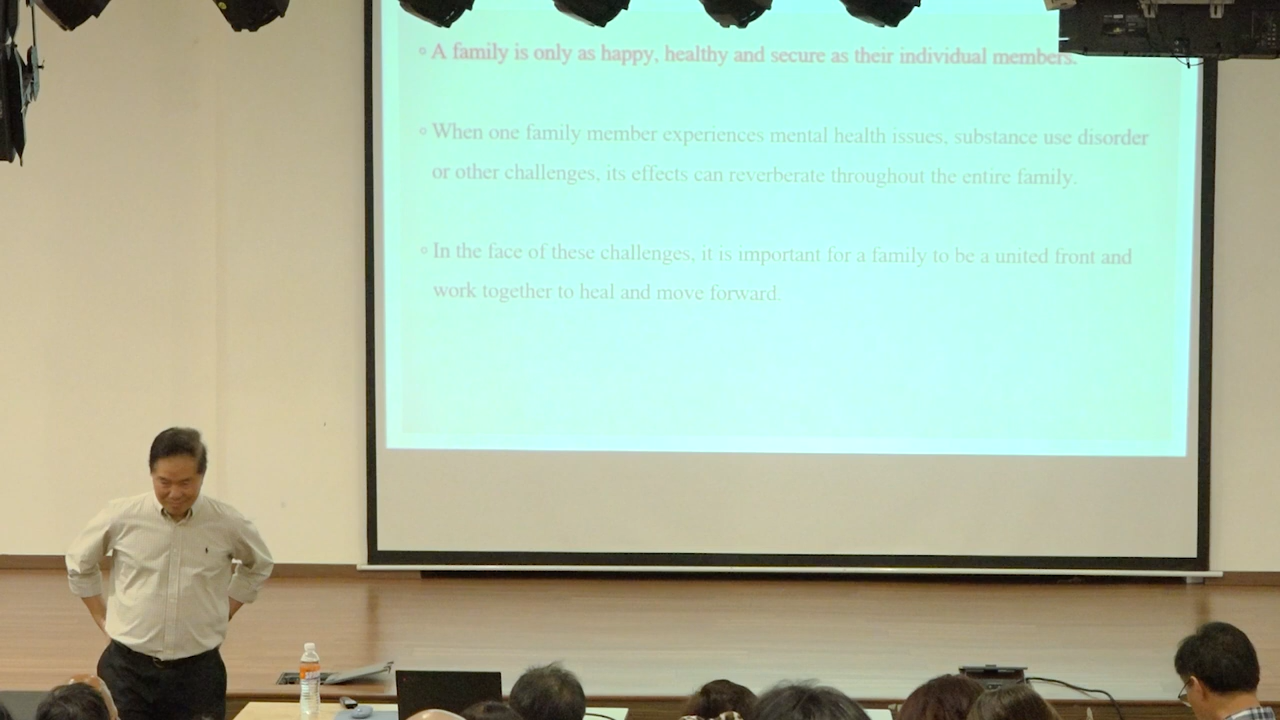 A family is only as happy, healthy and secure as their individual members.
When one family member experiences mental health issues, substance use disorder
or other challenges, its effects can reverberate throughout the entire family.
In the face of these challenges, it is important for a family to be a united front and
work together to heal and move forward.